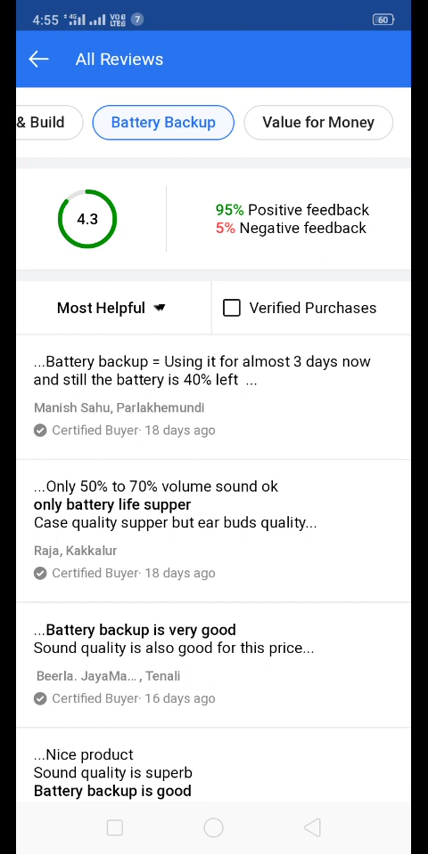 4:55 4G VO LTE 7 60
All Reviews
& Build Battery Backup Value for Money
4.3
95% Positive feedback
5% Negative feedback
Most Helpful Verified Purchases
...Battery backup = Using it for almost 3 days now
and still the battery is 40% left ...
Manish Sahu, Parlakhemundi
Certified Buyer· 18 days ago
...Only 50% to 70% volume sound ok
only battery life supper
Case quality supper but ear buds quality...
Raja, Kakkalur
Certified Buyer· 18 days ago
...Battery backup is very good
Sound quality is also good for this price...
Beerla. JayaMa... , Tenali
Certified Buyer· 16 days ago
...Nice product
Sound quality is superb
Battery backup is good